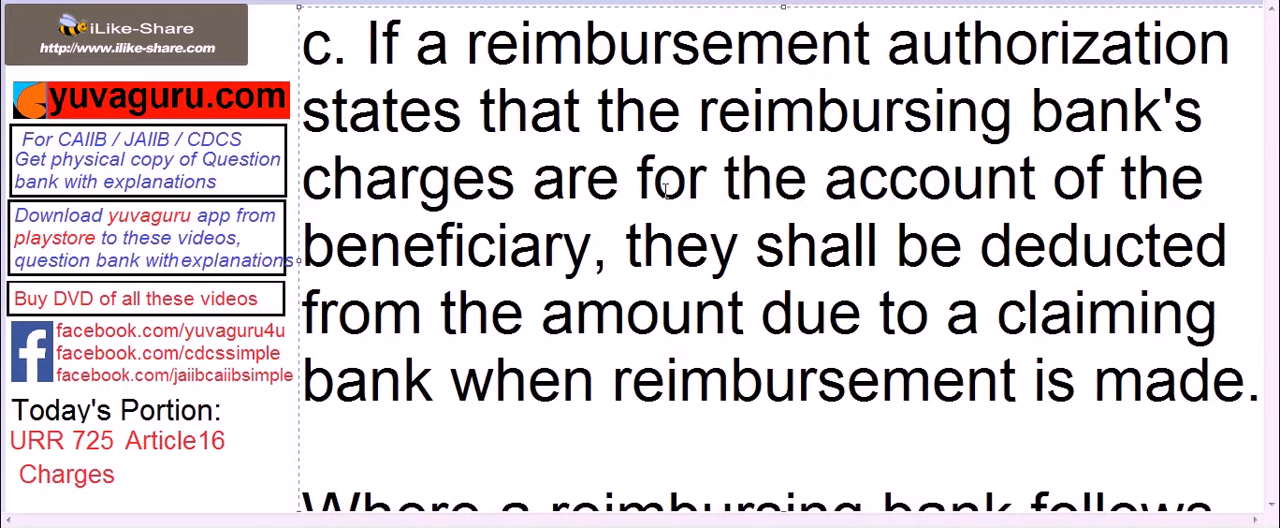 iLike-Share
http://www.ilike-share.com
yuvaguru.com
For CAIIB / JAIIB / CDCS
Get physical copy of Question
bank with explanations
Download yuvaguru app from
playstore to these videos,
question bank with explanations
Buy DVD of all these videos
facebook.com/yuvaguru4u
facebook.com/cdcssimple
facebook.com/jaiibcaiibsimple
Today's Portion:
URR 725 Article16
Charges
c. If a reimbursement authorization
states that the reimbursing bank's
charges are for the account of the
beneficiary, they shall be deducted
from the amount due to a claiming
bank when reimbursement is made.
Where a reimbursing bank follows